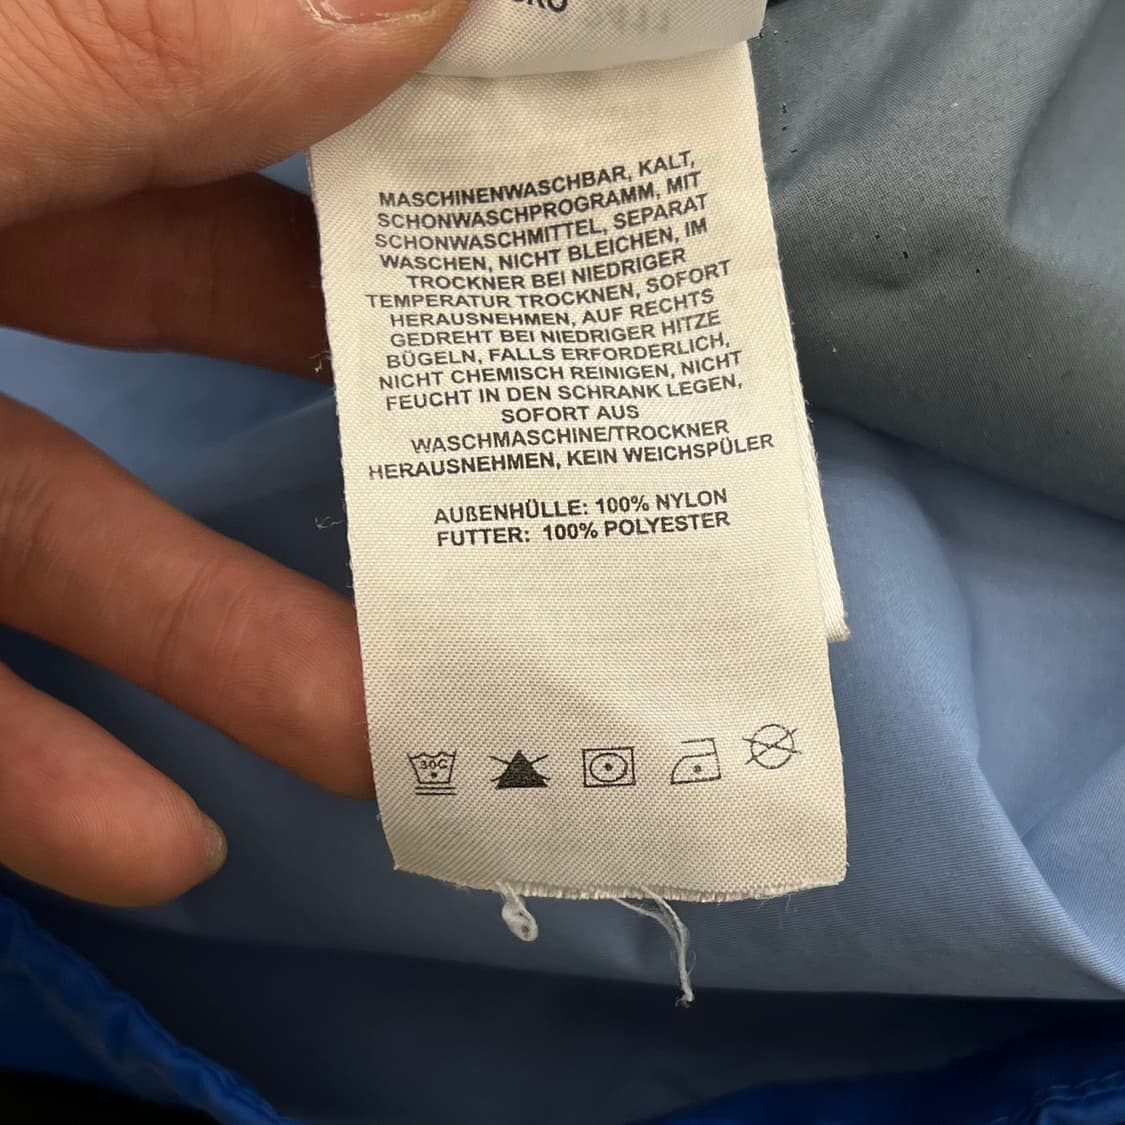 MASCHINENWASCHBAR, KALT,
SCHONWASCHPROGRAMM, MIT
SCHONWASCHMITTEL, SEPARAT
WASCHEN, NICHT BLEICHEN, IM
TROCKNER BEI NIEDRIGER
TEMPERATUR TROCKNEN, SOFORT
HERAUSNEHMEN, AUF RECHTS
GEDREHT BEI NIEDRIGER HITZE
BÜGELN, FALLS ERFORDERLICH,
NICHT CHEMISCH REINIGEN, NICHT
FEUCHT IN DEN SCHRANK LEGEN,
SOFORT AUS
WASCHMASCHINE/TROCKNER
HERAUSNEHMEN, KEIN WEICHSPÜLER
AUßENHÜLLE: 100% NYLON
FUTTER: 100% POLYESTER
30C